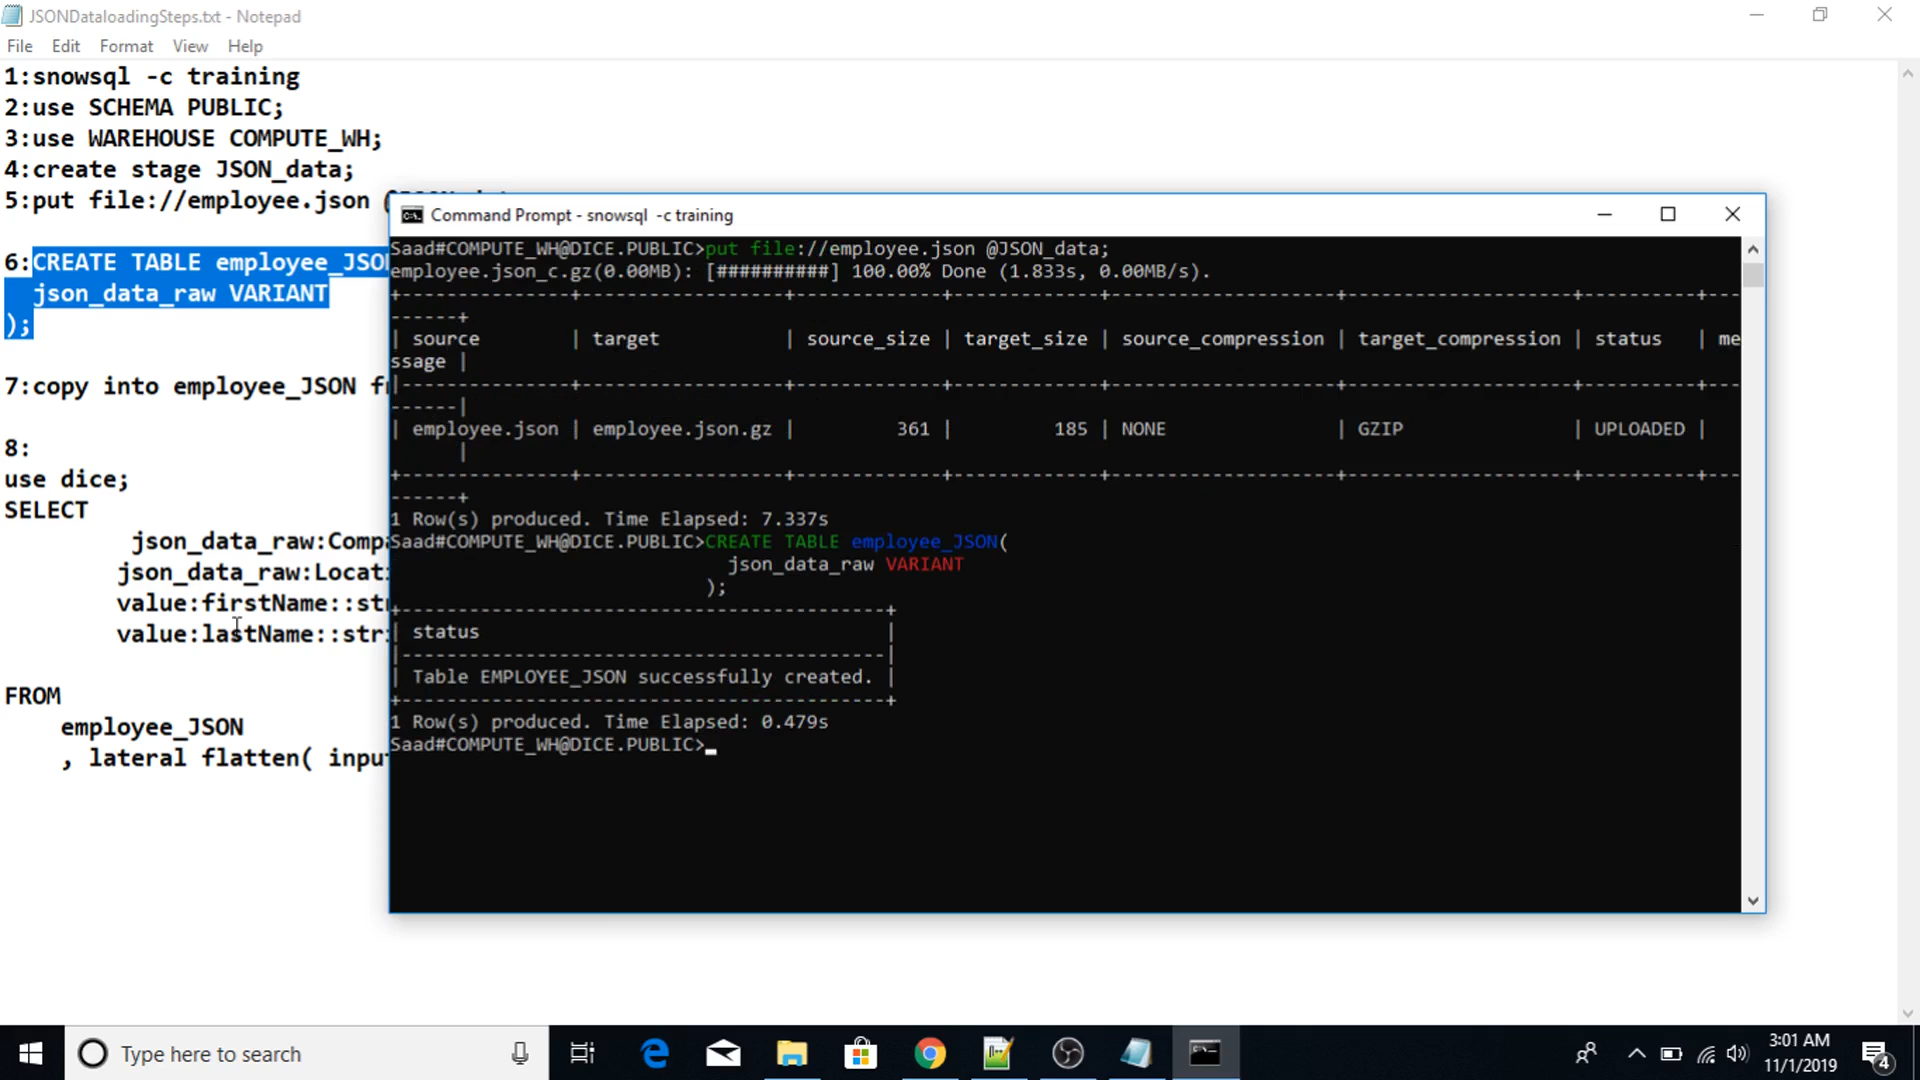 JSONDataloadingSteps.txt - Notepad
File Edit Format View Help
1:snowsql -c training
2:use SCHEMA PUBLIC;
3:use WAREHOUSE COMPUTE_WH;
4:create stage JSON_data;
5:put file://employee.json
6:CREATE TABLE employee_JSON
json_data_raw VARIANT
);
7:copy into employee_JSON
8:
use dice;
SELECT
json_data_raw:Compa
json_data_raw:Locati
value:firstName::str
value:lastName::stri
FROM
employee_JSON
, lateral flatten( input
Command Prompt - snowsql -c training
Saad#COMPUTE_WH@DICE.PUBLIC>put file://employee.json @JSON_data;
employee.json_c.gz(0.00MB): [##########] 100.00% Done (1.833s, 0.00MB/s).
| source | target | source_size | target_size | source_compression | target_compression | status | me
ssage |
| employee.json | employee.json.gz | 361 | 185 | NONE | GZIP | UPLOADED |
|
1 Row(s) produced. Time Elapsed: 7.337s
Saad#COMPUTE_WH@DICE.PUBLIC>CREATE TABLE employee_JSON(
json_data_raw VARIANT
);
| status |
| Table EMPLOYEE_JSON successfully created. |
1 Row(s) produced. Time Elapsed: 0.479s
Saad#COMPUTE_WH@DICE.PUBLIC>
Type here to search
3:01 AM
11/1/2019
4